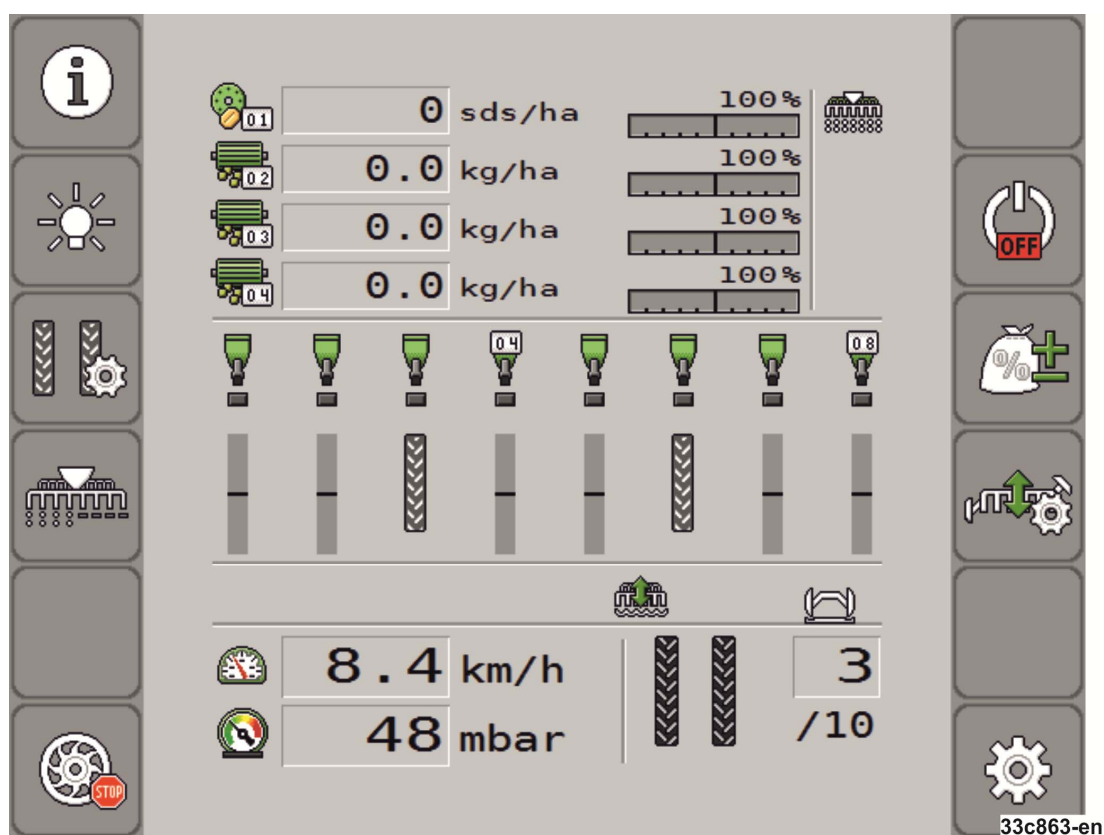 i
01 0 sds/ha 100%
02 0.0 kg/ha 100%
03 0.0 kg/ha 100%
04 0.0 kg/ha 100%
OFF
04 08
%
8.4 km/h 3
48 mbar /10
STOP
33c863-en